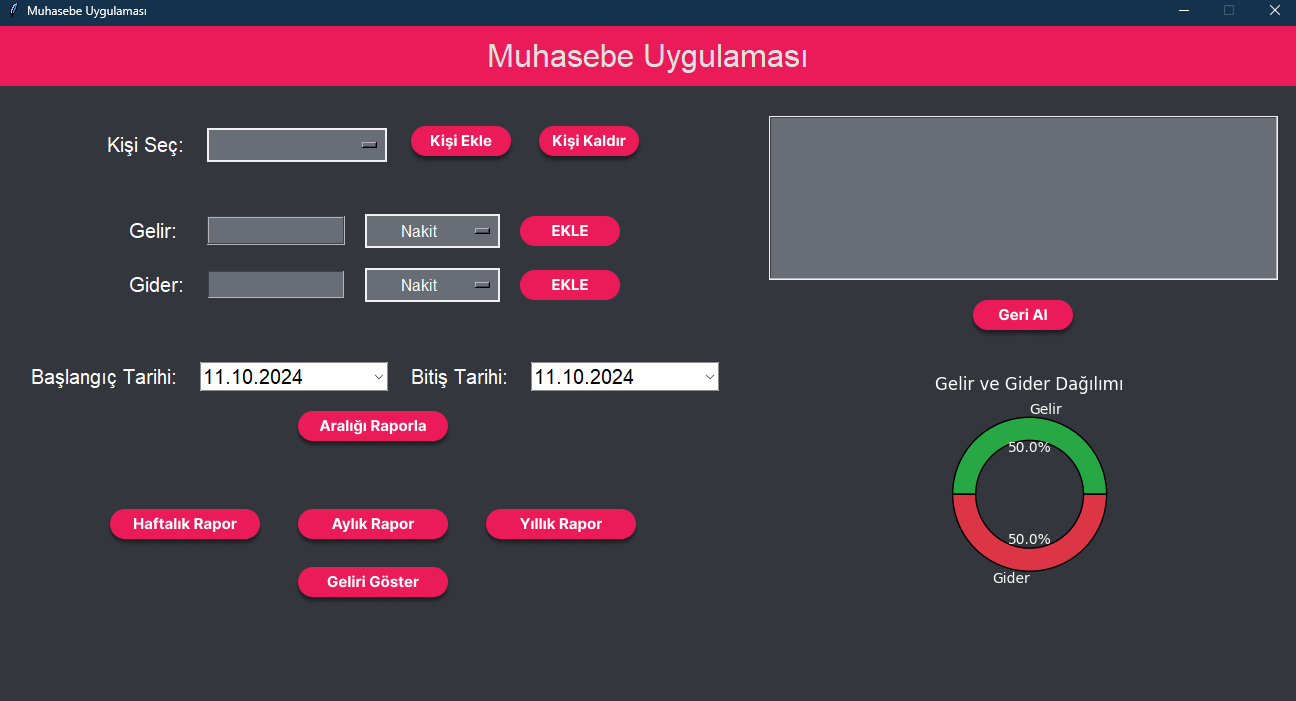 Muhasebe Uygulaması
Muhasebe Uygulaması
Kişi Seç:
Kişi Ekle
Kişi Kaldır
Gelir:
Nakit
EKLE
Gider:
Nakit
EKLE
Geri Al
Başlangıç Tarihi:
11.10.2024
Bitiş Tarihi:
11.10.2024
Aralığı Raporla
Haftalık Rapor
Aylık Rapor
Yıllık Rapor
Geliri Göster
Gelir ve Gider Dağılımı
Gelir
50.0%
50.0%
Gider